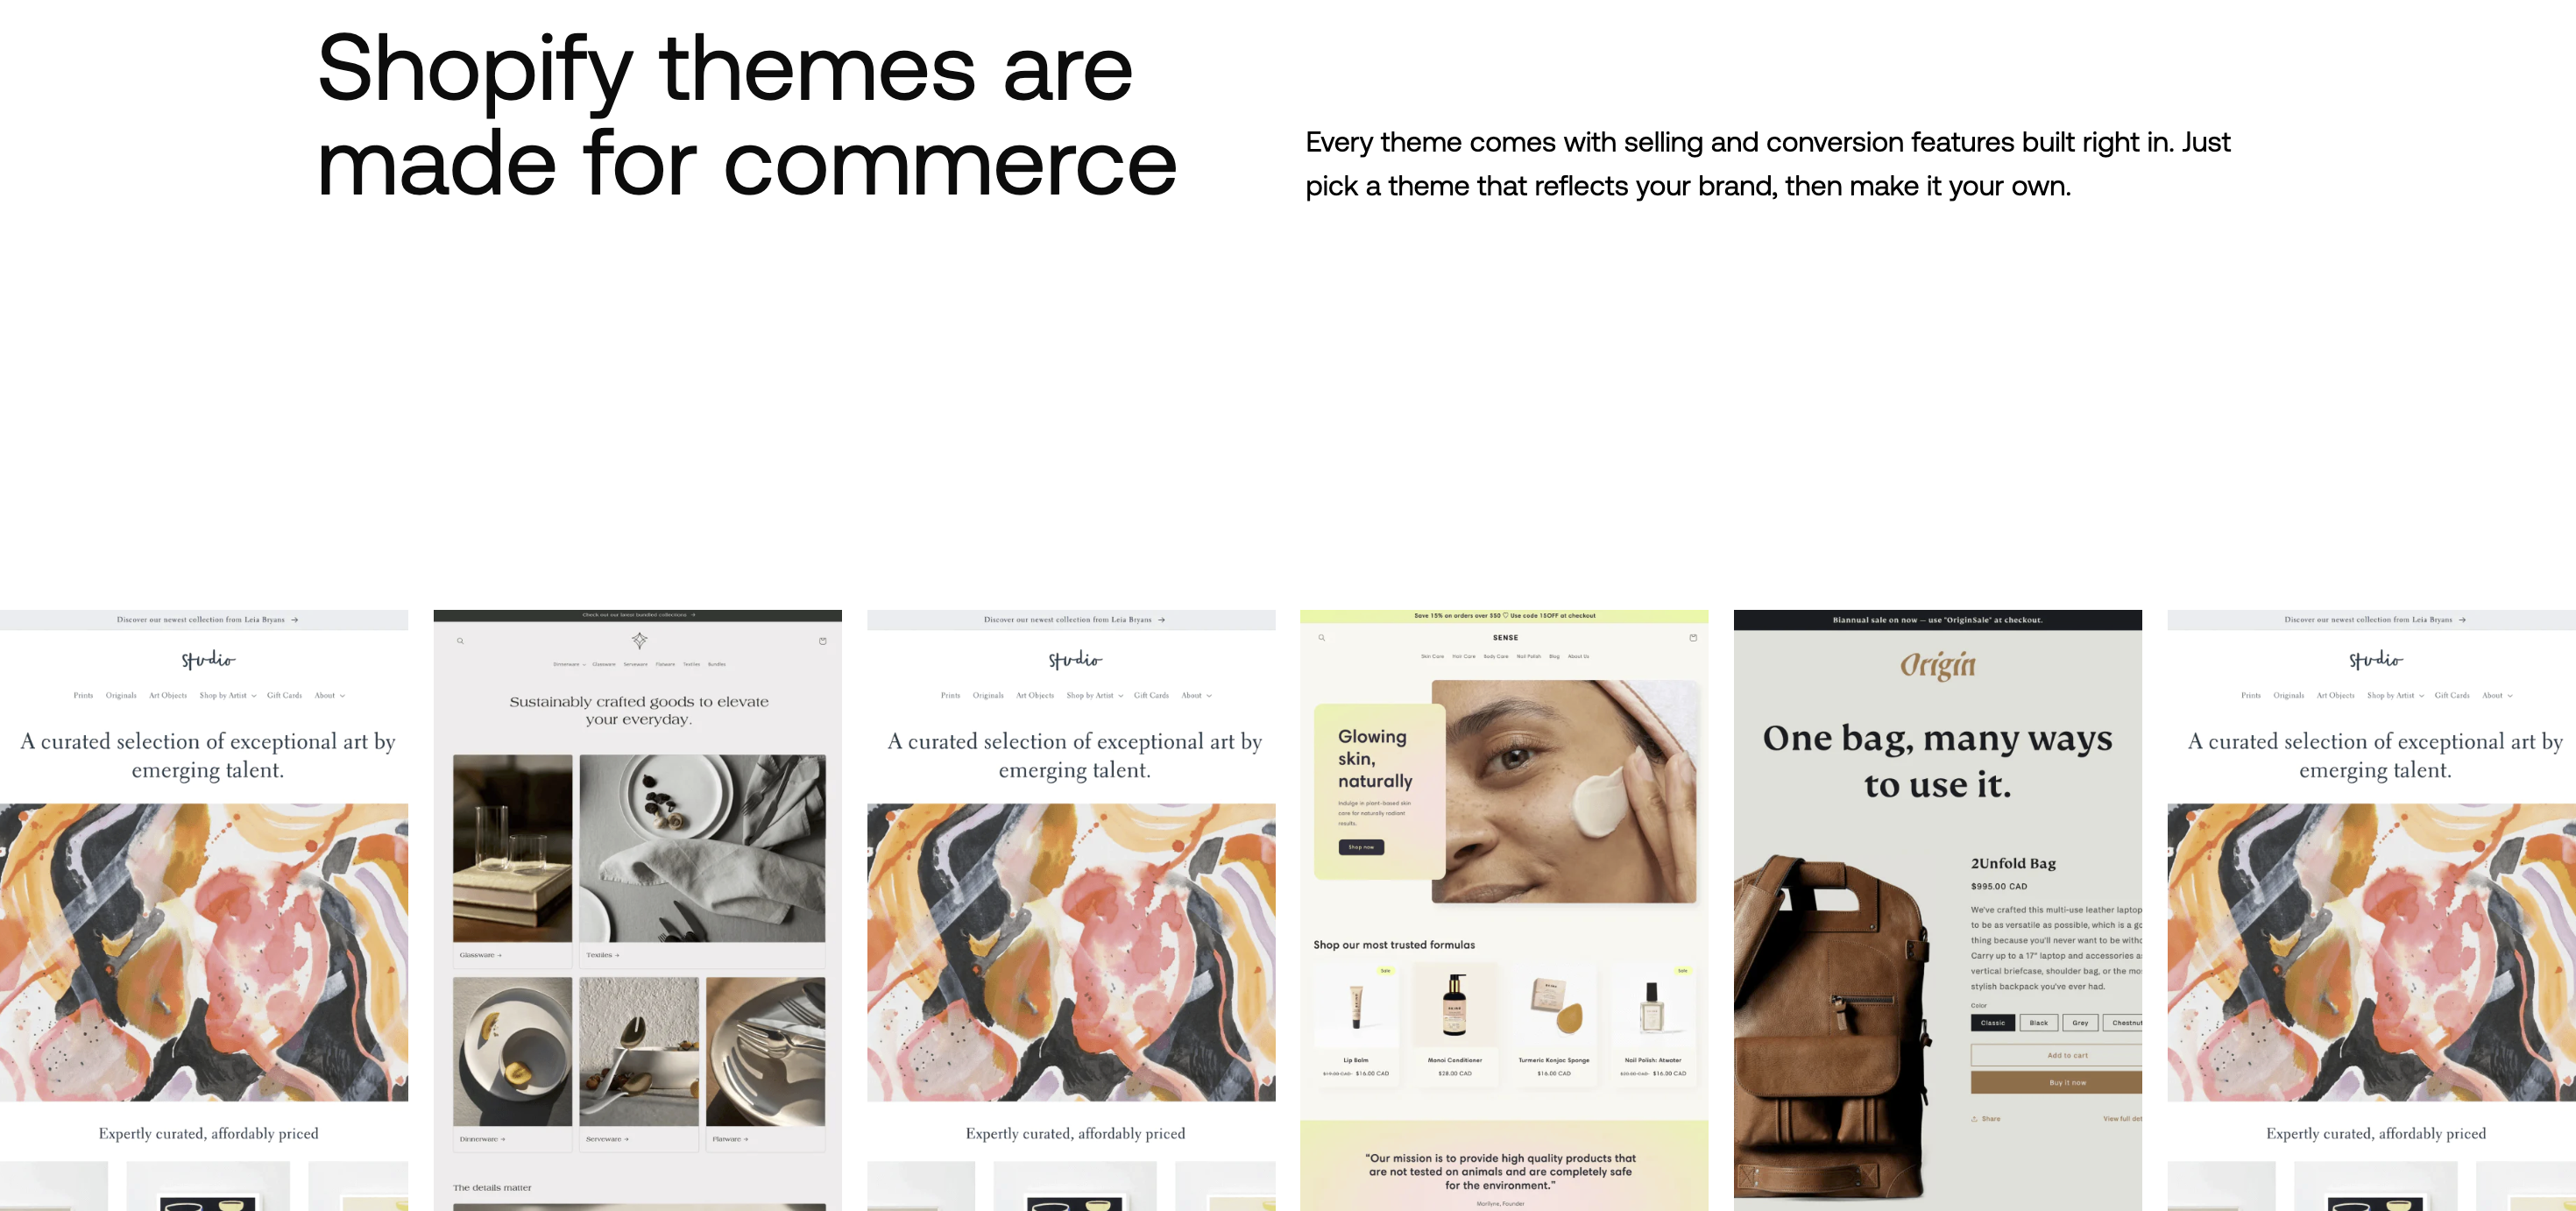 Shopify themes are
made for commerce
Every theme comes with selling and conversion features built right in. Just
pick a theme that reflects your brand, then make it your own.
Discover our newest collection from Leia Bryans →
studio
Prints Originals Art Objects Shop by Artist Gift Cards About
A curated selection of exceptional art by
emerging talent.
Expertly curated, affordably priced
Check out our latest bundled collections →
Dinnerware Glassware Serveware Flatware Textiles Bundles
Sustainably crafted goods to elevate
your everyday.
Glassware →
Textiles →
Dinnerware →
Serveware →
Flatware →
The details matter
Discover our newest collection from Leia Bryans →
studio
Prints Originals Art Objects Shop by Artist Gift Cards About
A curated selection of exceptional art by
emerging talent.
Expertly curated, affordably priced
Save 15% on orders over $50 ♡ Use code 15OFF at checkout
SENSE
Skin Care Hair Care Body Care Nail Polish Blog About Us
Glowing
skin,
naturally
Indulge in plant-based skin
care for naturally radiant
results.
Shop now
Shop our most trusted formulas
Sale
Sale
Lip Balm
$19.00 CAD $16.00 CAD
Monoi Conditioner
$28.00 CAD
Turmeric Konjac Sponge
$16.00 CAD
Nail Polish: Atwater
$20.00 CAD $16.00 CAD
"Our mission is to provide high quality products that
are not tested on animals and are completely safe
for the environment."
Marilyns, Founder
Biannual sale on now — use "OriginSale" at checkout.
Origin
One bag, many ways
to use it.
2Unfold Bag
$995.00 CAD
We've crafted this multi-use leather laptop
to be as versatile as possible, which is a go
thing because you'll never want to be witho
Carry up to a 17" laptop and accessories as
vertical briefcase, shoulder bag, or the mos
stylish backpack you've ever had.
Color
Classic Black Grey Chestnut
Add to cart
Buy it now
Share View full det
Discover our newest collection from Leia Bryans →
studio
Prints Originals Art Objects Shop by Artist Gift Cards About
A curated selection of exceptional art by
emerging talent.
Expertly curated, affordably priced